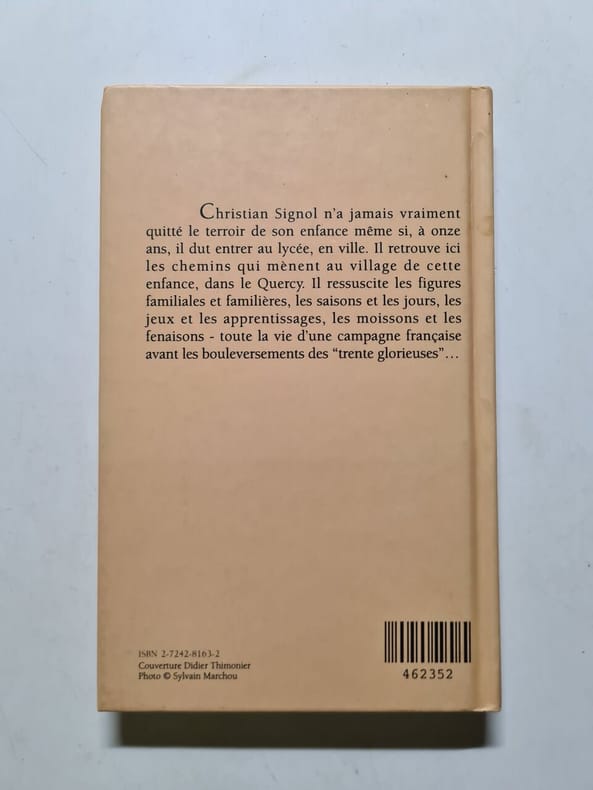 Christian Signol n'a jamais vraiment
quitté le terroir de son enfance même si, à onze
ans, il dut entrer au lycée, en ville. Il retrouve ici
les chemins qui mènent au village de cette
enfance, dans le Quercy. Il ressuscite les figures
familiales et familières, les saisons et les jours, les
jeux et les apprentissages, les moissons et les
fenaisons - toute la vie d'une campagne française
avant les bouleversements des “trente glorieuses”...
ISBN 2-7242-8163-2
Couverture Didier Thimonier
Photo © Sylvain Marchou
462352